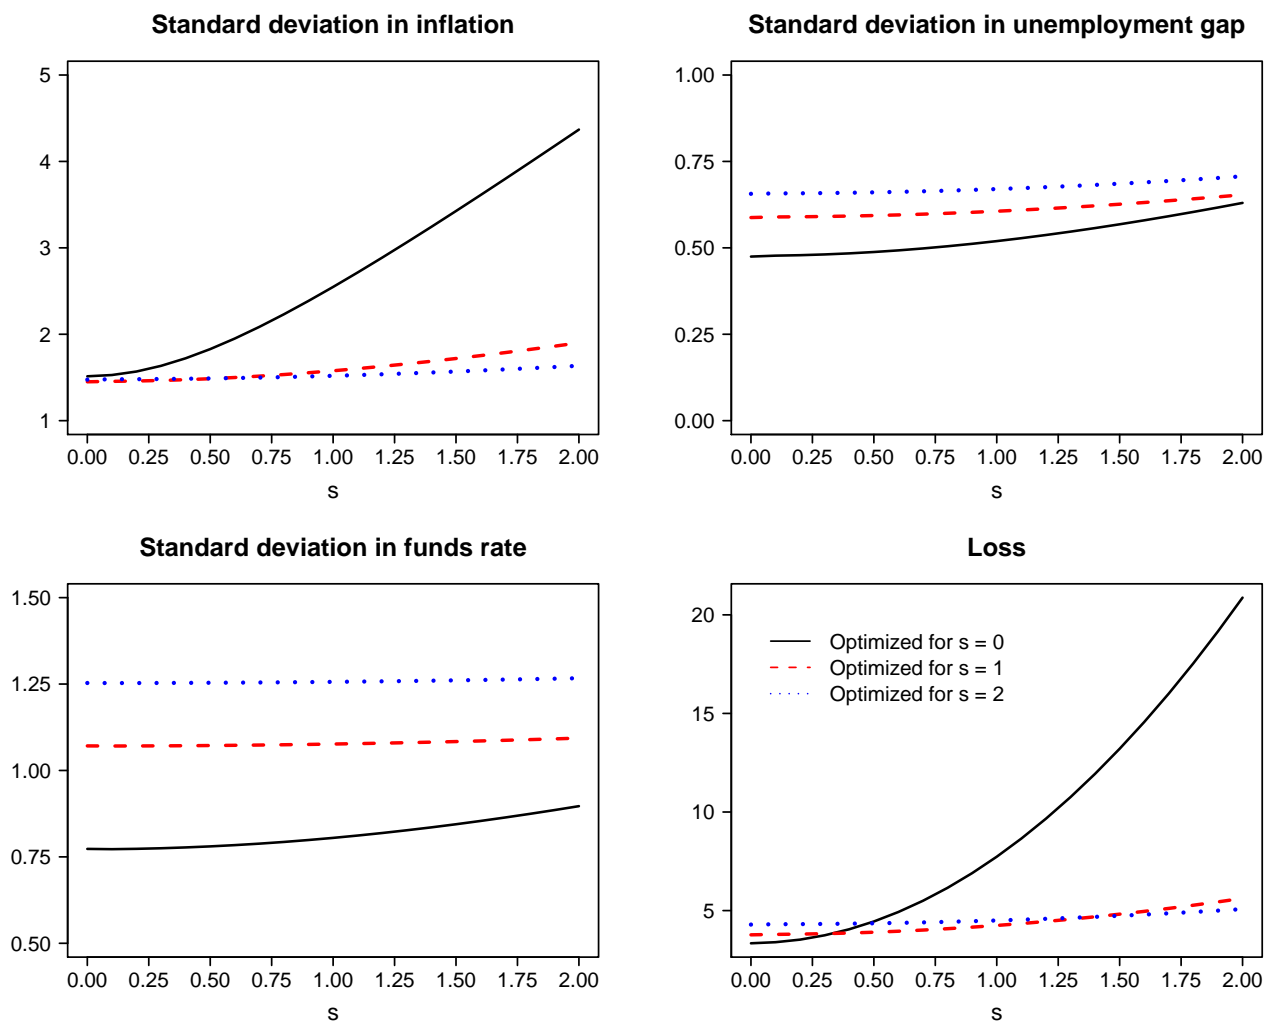 Standard deviation in inflation
5
4
3
2
1
0.00 0.25 0.50 0.75 1.00 1.25 1.50 1.75 2.00
s
Standard deviation in unemployment gap
1.00
0.75
0.50
0.25
0.00
0.00 0.25 0.50 0.75 1.00 1.25 1.50 1.75 2.00
s
Standard deviation in funds rate
1.50
1.25
1.00
0.75
0.50
0.00 0.25 0.50 0.75 1.00 1.25 1.50 1.75 2.00
s
Loss
20
15
10
5
Optimized for s = 0
Optimized for s = 1
Optimized for s = 2
0.00 0.25 0.50 0.75 1.00 1.25 1.50 1.75 2.00
s